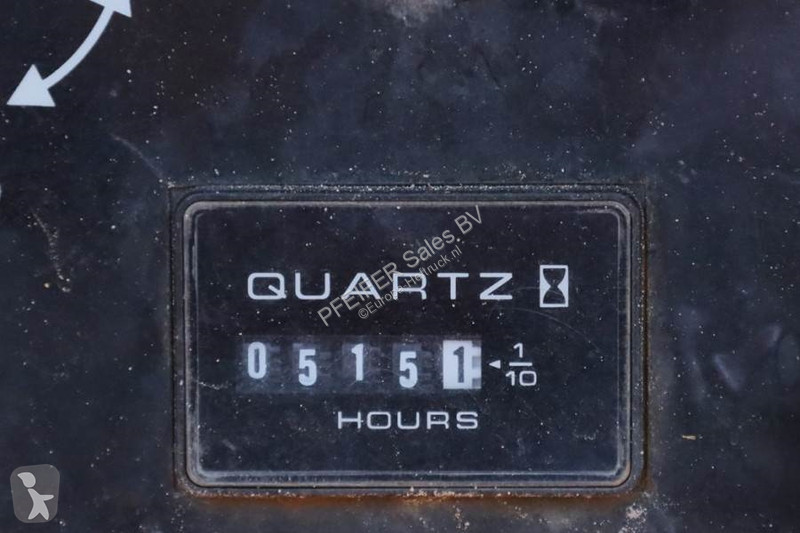 PFEIFER Sales BV
QUARTZ
05151 1/10
HOURS